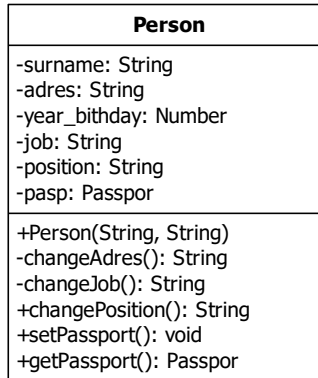 Person
-surname: String
-adres: String
-year_bithday: Number
-job: String
-position: String
-pasp: Passpor
+Person(String, String)
-changeAdres(): String
-changeJob(): String
+changePosition(): String
+setPassport(): void
+getPassport(): Passpor